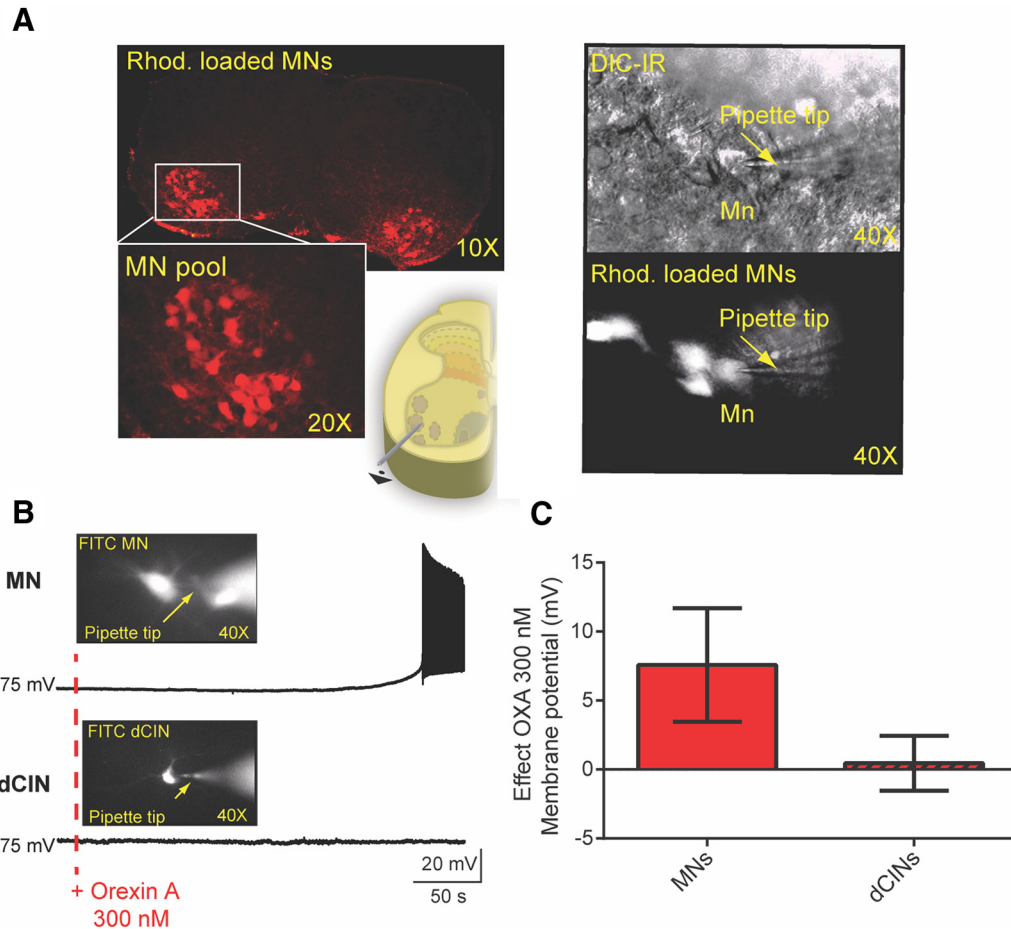 A
Rhod. loaded MNs
10X
MN pool
20X
DIC-IR
Pipette tip
Mn
40X
Rhod. loaded MNs
Pipette tip
Mn
40X
B
MN
FITC MN
Pipette tip
40X
75 mV
dCIN
FITC dCIN
Pipette tip
40X
75 mV
20 mV
50 s
+ Orexin A
300 nM
C
Effect OXA 300 nM
Membrane potential (mV)
15
10
5
0
-5
MNs
dCINs